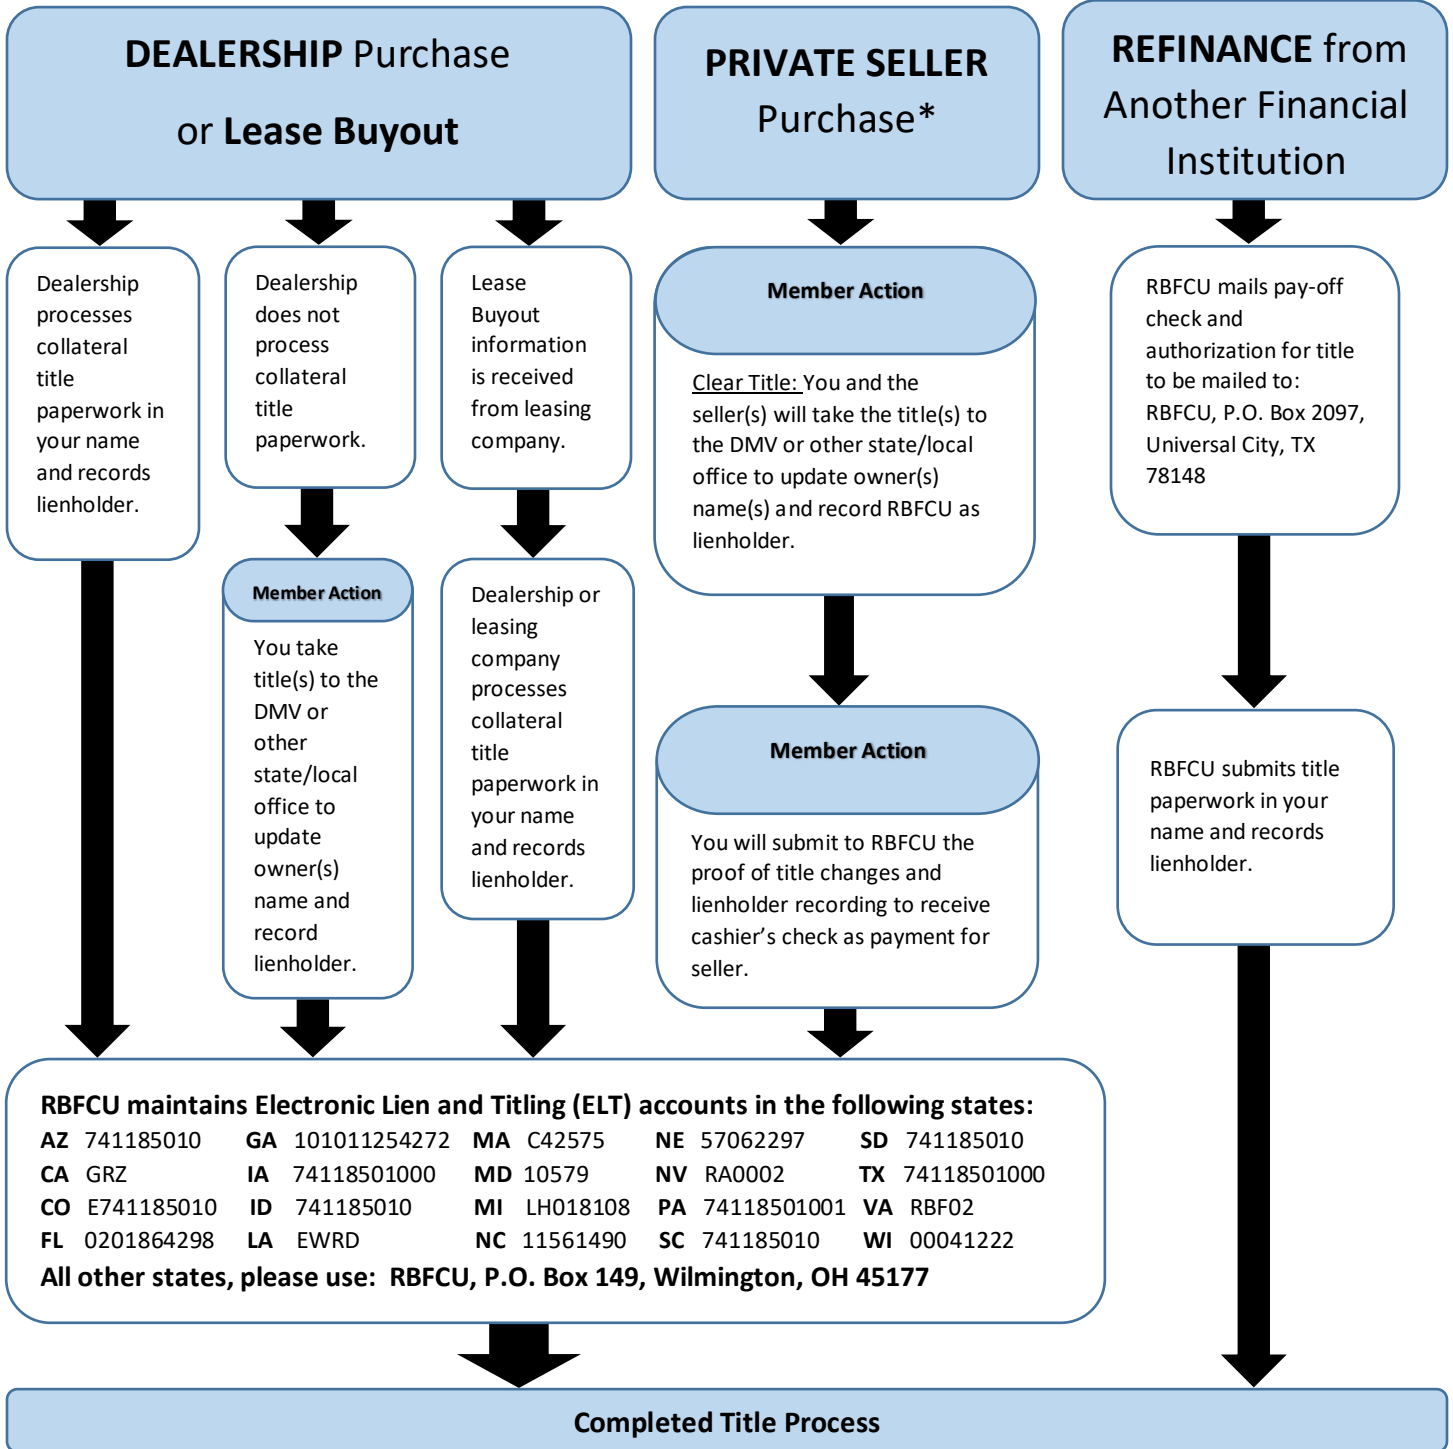 DEALERSHIP Purchase
or Lease Buyout
PRIVATE SELLER
Purchase*
REFINANCE from
Another Financial
Institution
Dealership
processes
collateral
title
paperwork in
your name
and records
lienholder.
Dealership
does not
process
collateral
title
paperwork.
Member Action
You take
title(s) to the
DMV or
other
state/local
office to
update
owner(s)
name and
record
lienholder.
Lease
Buyout
information
is received
from leasing
company.
Dealership or
leasing
company
processes
collateral
title
paperwork in
your name
and records
lienholder.
Member Action
Clear Title: You and the
seller(s) will take the title(s) to
the DMV or other state/local
office to update owner(s)
name(s) and record RBFCU as
lienholder.
Member Action
You will submit to RBFCU the
proof of title changes and
lienholder recording to receive
cashier’s check as payment for
seller.
RBFCU mails pay-off
check and
authorization for title
to be mailed to:
RBFCU, P.O. Box 2097,
Universal City, TX
78148
RBFCU submits title
paperwork in your
name and records
lienholder.
RBFCU maintains Electronic Lien and Titling (ELT) accounts in the following states:
AZ 741185010 GA 101011254272 MA C42575 NE 57062297 SD 741185010
CA GRZ IA 74118501000 MD 10579 NV RA0002 TX 74118501000
CO E741185010 ID 741185010 MI LH018108 PA 74118501001 VA RBF02
FL 0201864298 LA EWRD NC 11561490 SC 741185010 WI 00041222
All other states, please use: RBFCU, P.O. Box 149, Wilmington, OH 45177
Completed Title Process